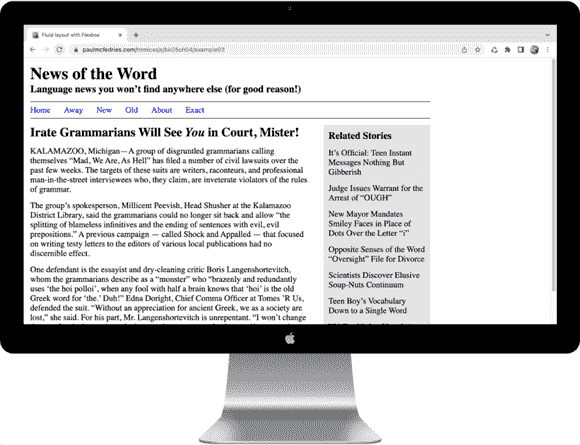 Fluid layout with Flexbox
paulmcfedries.com/htmlcssjs/bk05ch04/example03
News of the Word
Language news you won't find anywhere else (for good reason!)
Home Away New Old About Exact
Irate Grammarians Will See You in Court, Mister!
KALAMAZOO, Michigan—A group of disgruntled grammarians calling
themselves “Mad, We Are, As Hell” has filed a number of civil lawsuits over the
past few weeks. The targets of these suits are writers, raconteurs, and professional
man-in-the-street interviewees who, they claim, are inveterate violators of the rules
of grammar.
The group's spokesperson, Millicent Peevish, Head Shusher at the Kalamazoo
District Library, said the grammarians could no longer sit back and allow “the
splitting of blameless infinitives and the ending of sentences with evil, evil
prepositions.” A previous campaign — called Shock and Appalled — that focused
on writing testy letters to the editors of various local publications had no
discernible effect.
One defendant is the essayist and dry-cleaning critic Boris Langenshortevitch,
whom the grammarians describe as a “monster” who “brazenly and redundantly
uses ‘the hoi polloi’, when any fool with half a brain knows that ‘hoi’ is the old
Greek word for ‘the.’ Duh!” Edna Doright, Chief Comma Officer at Tomes ’R Us,
defended the suit. “Without an appreciation for ancient Greek, we as a society are
lost,” she said. For his part, Mr. Langenshortevitch is unrepentant. “I won't change
Related Stories
It's Official: Teen Instant
Messages Nothing But
Gibberish
Judge Issues Warrant for the
Arrest of “OUGH”
New Mayor Mandates
Smiley Faces in Place of
Dots Over the Letter “i”
Opposite Senses of the Word
“Oversight” File for Divorce
Scientists Discover Elusive
Soup-Nuts Continuum
Teen Boy's Vocabulary
Down to a Single Word